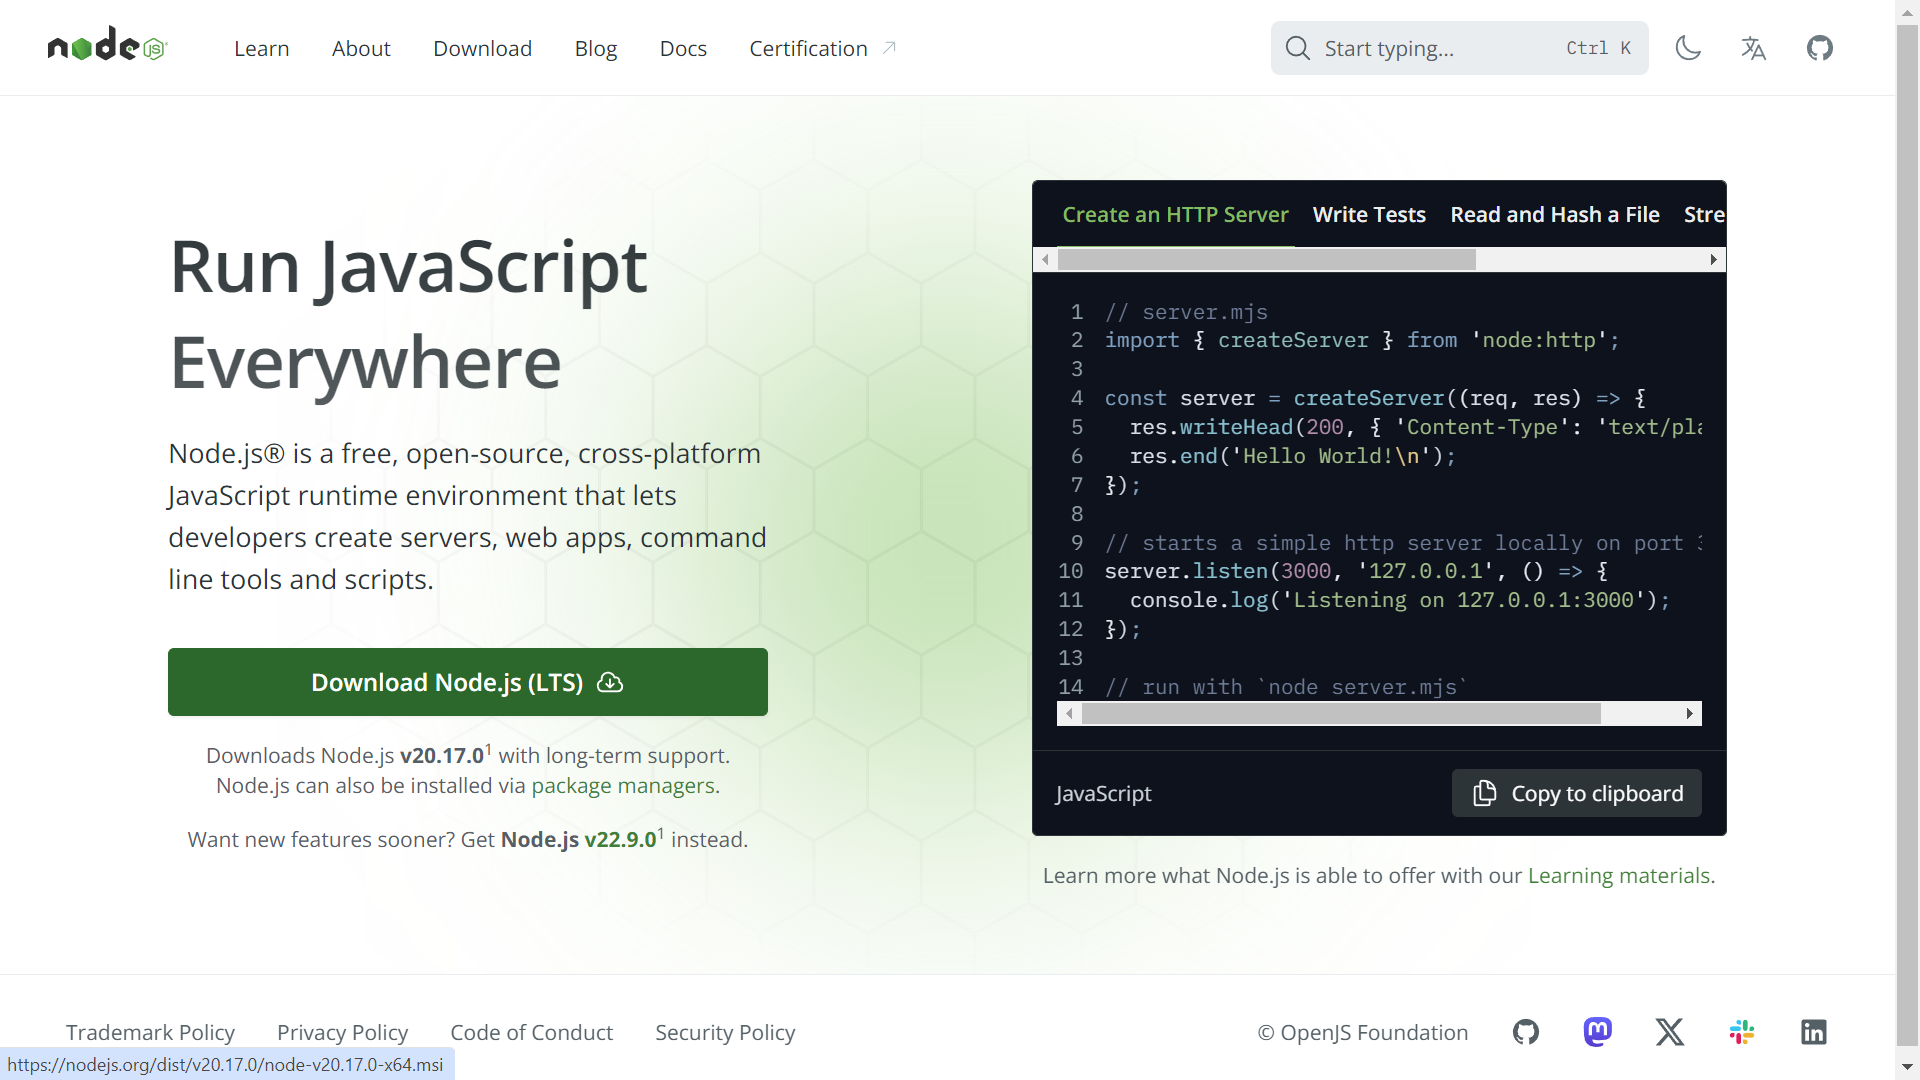 node JS
Learn
About
Download
Blog
Docs
Certification
Start typing...
Ctrl K
Run JavaScript
Everywhere
Node.js® is a free, open-source, cross-platform
JavaScript runtime environment that lets
developers create servers, web apps, command
line tools and scripts.
Download Node.js (LTS)
Downloads Node.js v20.17.0¹ with long-term support.
Node.js can also be installed via package managers.
Want new features sooner? Get Node.js v22.9.0¹ instead.
Create an HTTP Server
Write Tests
Read and Hash a File
Stre
1 // server.mjs
2 import { createServer } from 'node:http';
3
4 const server = createServer((req, res) => {
5   res.writeHead(200, { 'Content-Type': 'text/pla
6   res.end('Hello World!\n');
7 });
8
9 // starts a simple http server locally on port 3
10 server.listen(3000, '127.0.0.1', () => {
11   console.log('Listening on 127.0.0.1:3000');
12 });
13
14 // run with `node server.mjs`
JavaScript
Copy to clipboard
Learn more what Node.js is able to offer with our Learning materials.
Trademark Policy
Privacy Policy
Code of Conduct
Security Policy
© OpenJS Foundation
https://nodejs.org/dist/v20.17.0/node-v20.17.0-x64.msi